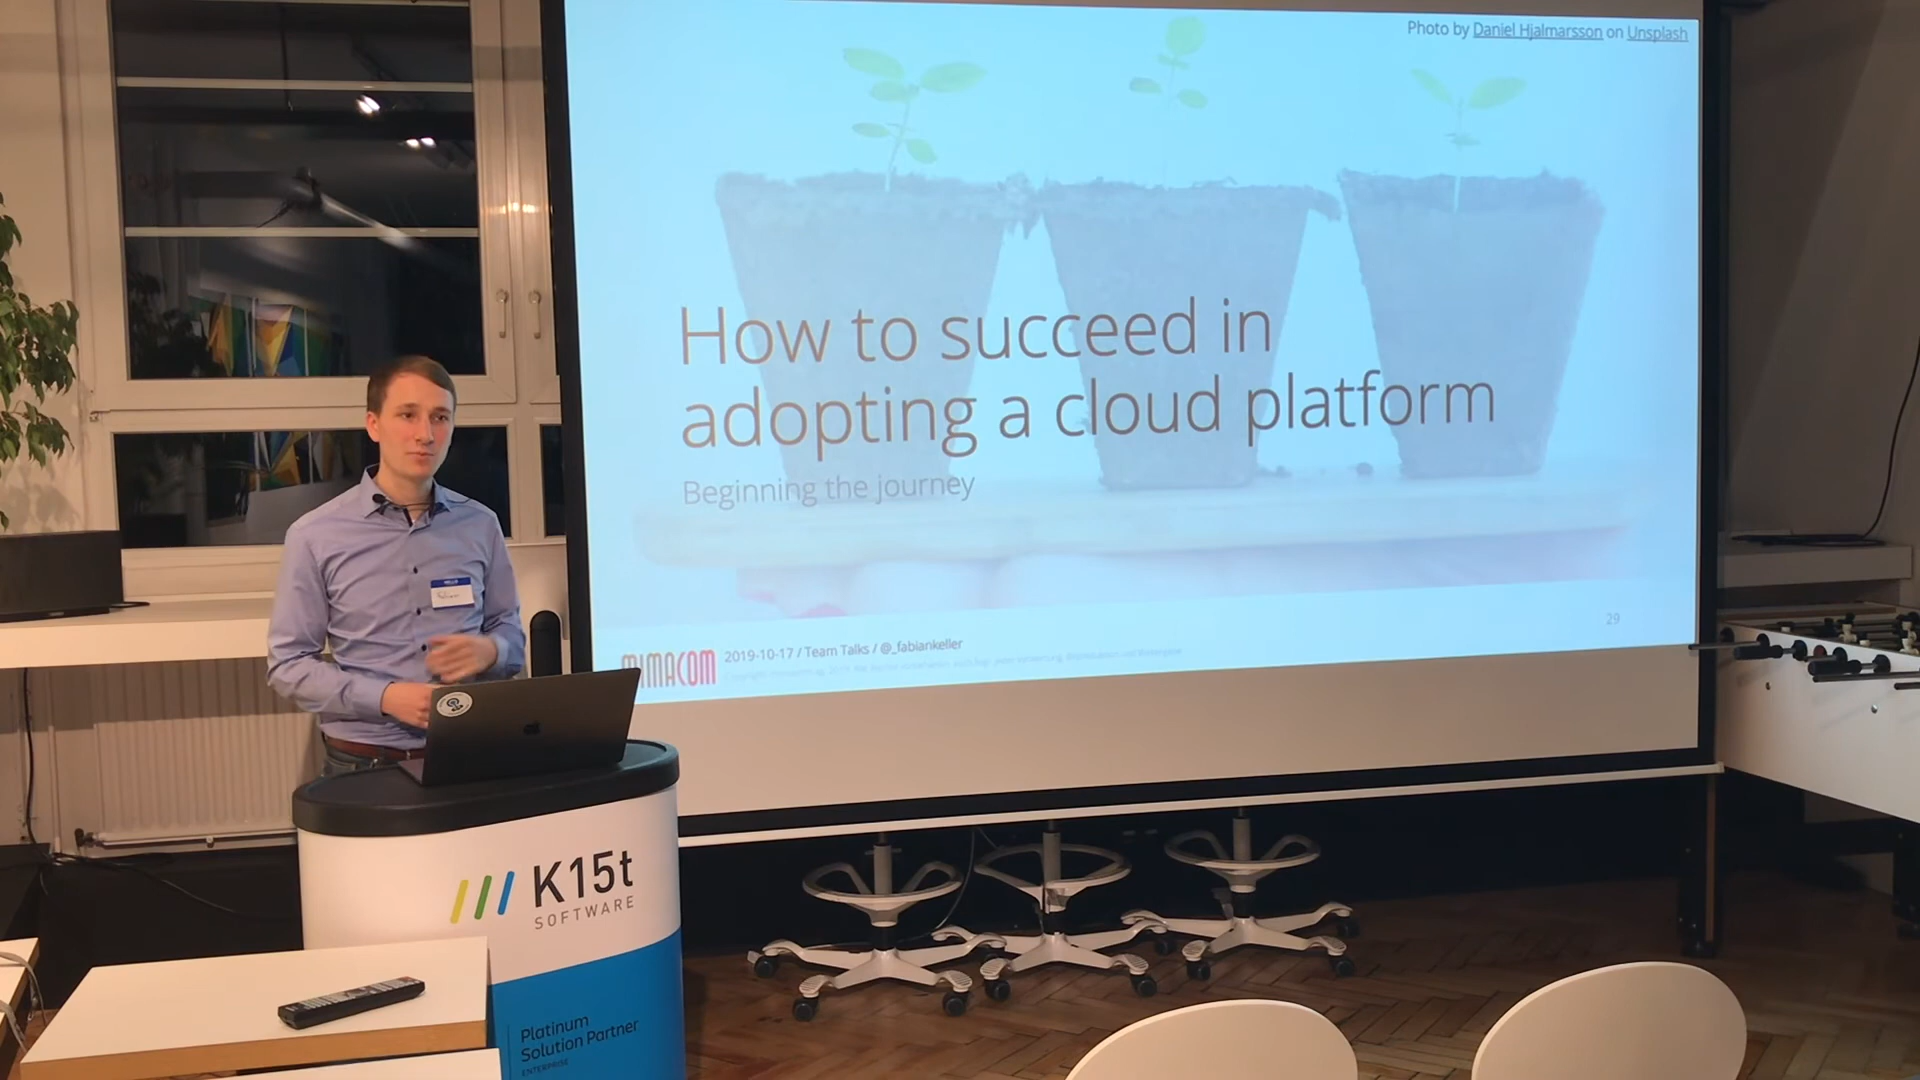 Photo by Daniel Hjalmarsson on Unsplash
How to succeed in
adopting a cloud platform
Beginning the journey
29
MIMACOM
2019-10-17 / Team Talks / @_fabiankeller
HELLO
K15t
SOFTWARE
Platinum
Solution Partner
ENTERPRISE